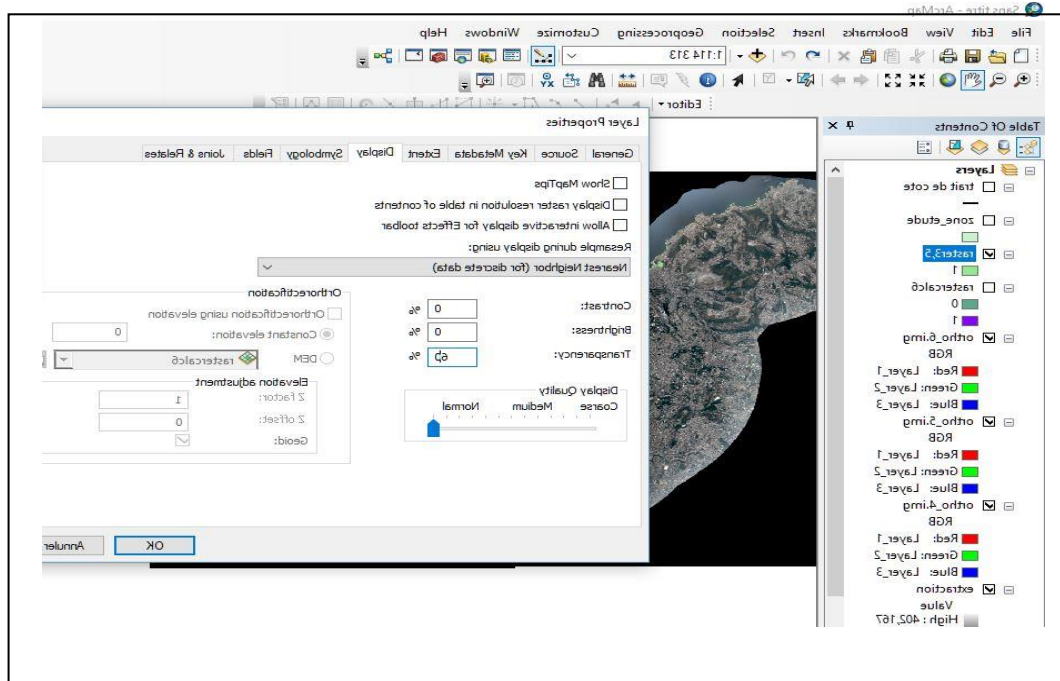 Sans titre - ArcMap
File Edit View Bookmarks Insert Selection Geoprocessing Customize Windows Help
1:114 313
Editor
Table Of Contents
Layers
trait de cote
zone_etude
raster3,5
1
rastercalc6
0
1
ortho_6.img
RGB
Red: Layer_1
Green: Layer_2
Blue: Layer_3
ortho_5.img
RGB
Red: Layer_1
Green: Layer_2
Blue: Layer_3
ortho_4.img
RGB
Red: Layer_1
Green: Layer_2
Blue: Layer_3
extraction
Value
High : 402,167
Layer Properties
General Source Key Metadata Extent Display Symbology Fields Joins & Relates
Show MapTips
Display raster resolution in table of contents
Allow interactive display for Effects toolbar
Resample during display using:
Nearest Neighbor (for discrete data)
Contrast: 0 %
Brightness: 0 %
Transparency: %
Display Quality
Coarse Medium Normal
Orthorectification
Orthorectification using elevation
Constant elevation: 0
DEM rastercalc6
Elevation adjustment
Z factor: 1
Z offset: 0
Geoid:
OK Annuler